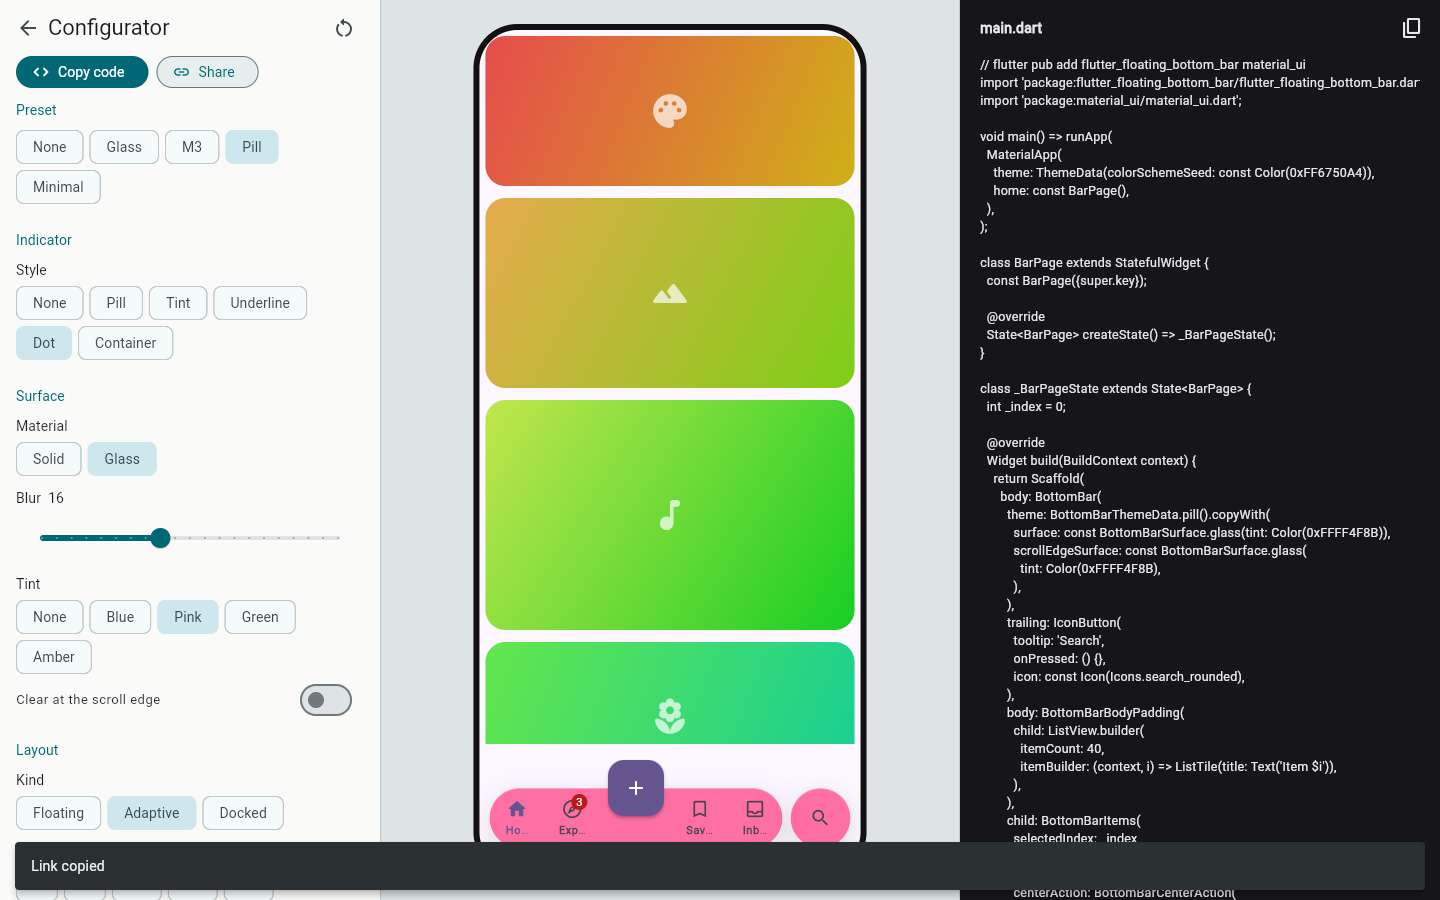 Configurator
Copy code
Share
Preset
None
Glass
M3
Pill
Minimal
Indicator
Style
None
Pill
Tint
Underline
Dot
Container
Surface
Material
Solid
Glass
Blur 16
Tint
None
Blue
Pink
Green
Amber
Clear at the scroll edge
Layout
Kind
Floating
Adaptive
Docked
3
Ho...
Exp...
Sav...
Inb...
main.dart
// flutter pub add flutter_floating_bottom_bar material_ui
import 'package:flutter_floating_bottom_bar/flutter_floating_bottom_bar.dar
import 'package:material_ui/material_ui.dart';
void main() => runApp(
MaterialApp(
theme: ThemeData(colorSchemeSeed: const Color(0xFF6750A4)),
home: const BarPage(),
),
);
class BarPage extends StatefulWidget {
const BarPage({super.key});
@override
State<BarPage> createState() => _BarPageState();
}
class _BarPageState extends State<BarPage> {
int _index = 0;
@override
Widget build(BuildContext context) {
return Scaffold(
body: BottomBar(
theme: BottomBarThemeData.pill().copyWith(
surface: const BottomBarSurface.glass(tint: Color(0xFFFF4F8B)),
scrollEdgeSurface: const BottomBarSurface.glass(
tint: Color(0xFFFF4F8B),
),
),
trailing: IconButton(
tooltip: 'Search',
onPressed: () {},
icon: const Icon(Icons.search_rounded),
),
body: BottomBarBodyPadding(
child: ListView.builder(
itemCount: 40,
itemBuilder: (context, i) => ListTile(title: Text('Item $i')),
),
),
child: BottomBarItems(
selectedIndex: _index,
centerAction: BottomBarCenterAction(
Link copied